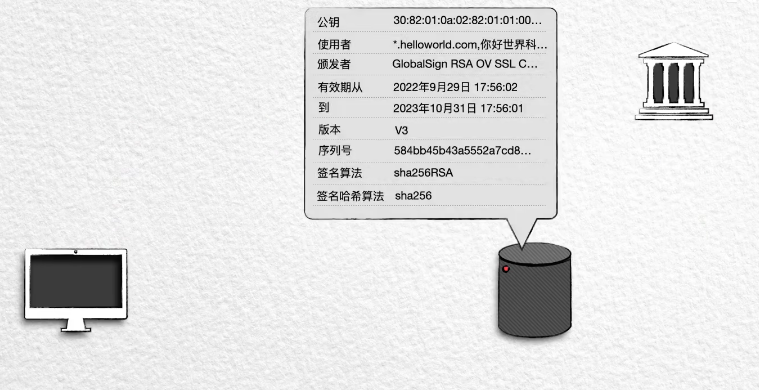 公钥 30:82:01:0a:02:82:01:01:00...
使用者 *.helloworld.com,你好世界科...
颁发者 GlobalSign RSA OV SSL C...
有效期从 2022年9月29日 17:56:02
到 2023年10月31日 17:56:01
版本 V3
序列号 584bb45b43a5552a7cd8...
签名算法 sha256RSA
签名哈希算法 sha256